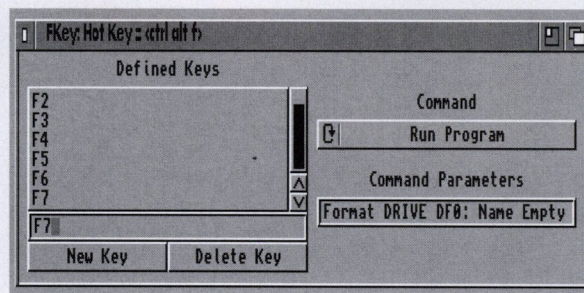 FKey: Hot Key = <ctrl alt f>
Defined Keys
F2
F3
F4
F5
F6
F7
F7
New Key
Delete Key
Command
Run Program
Command Parameters
Format DRIVE DF0: Name Empty